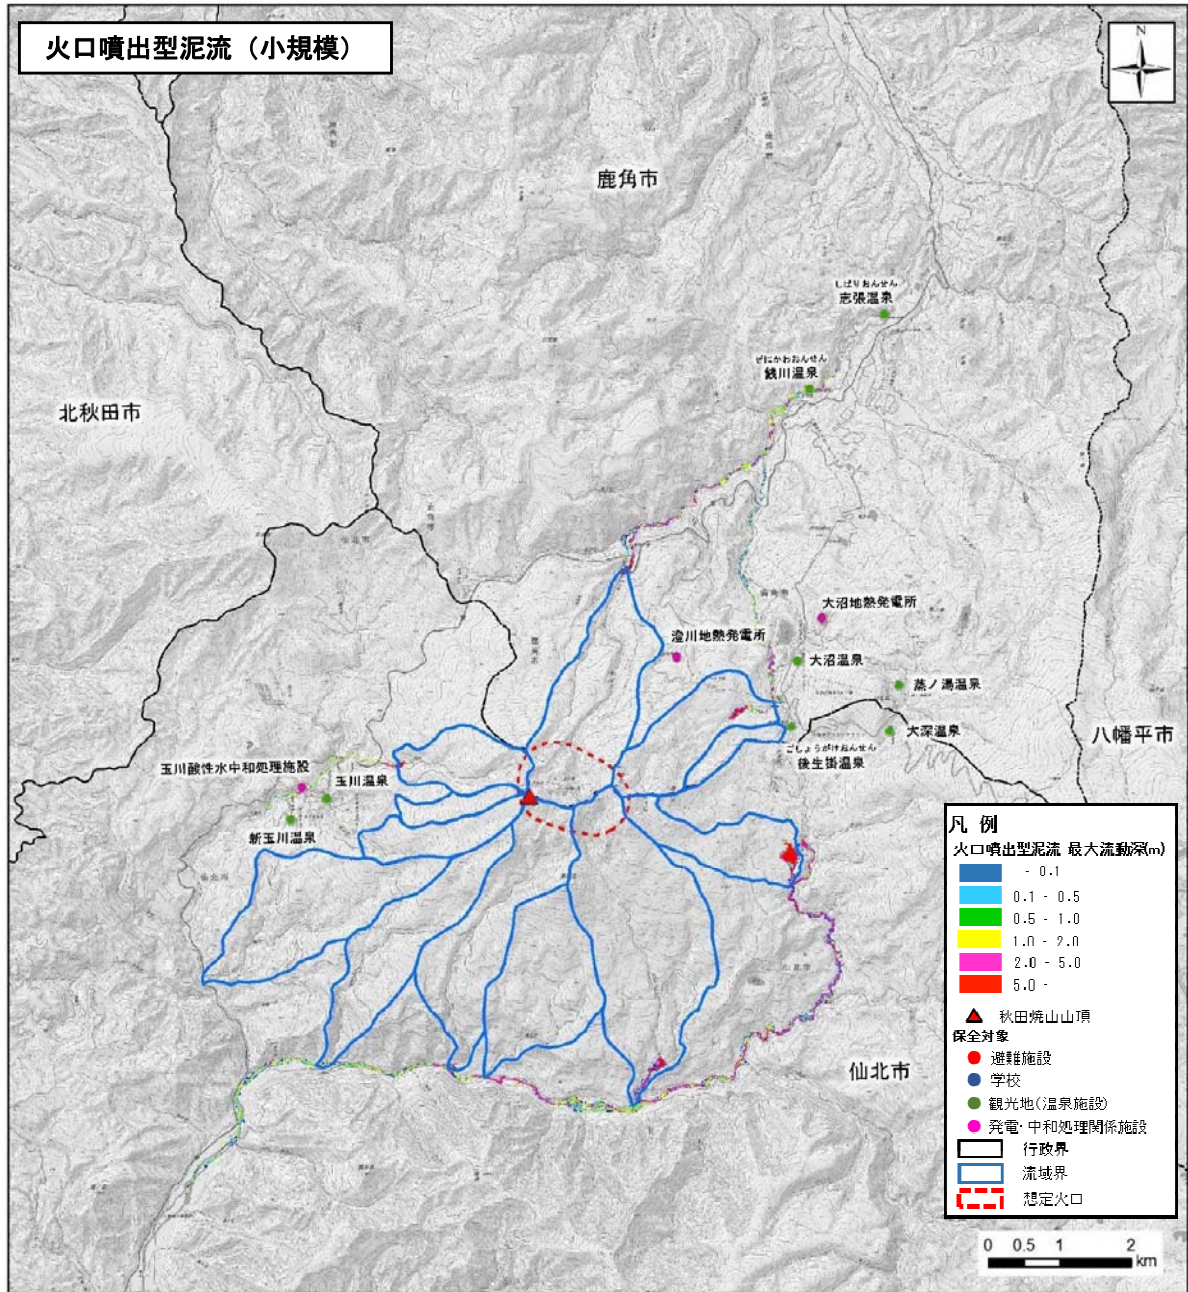 火口噴出型泥流（小規模）
N
鹿角市
しばりおんせん
志張温泉
ぜにかわおんせん
銭川温泉
北秋田市
大沼地熱発電所
澄川地熱発電所
大沼温泉
蒸ノ湯温泉
大深温泉
八幡平市
ごしょうがけおんせん
後生掛温泉
玉川酸性水中和処理施設
玉川温泉
新玉川温泉
仙北市
凡 例
火口噴出型泥流 最大流動深(m)
- 0.1
0.1 - 0.5
0.5 - 1.0
1.0 - 2.0
2.0 - 5.0
5.0 -
秋田焼山山頂
保全対象
避難施設
学校
観光地(温泉施設)
発電･中和処理関係施設
行政界
流域界
想定火口
0 0.5 1 2
km